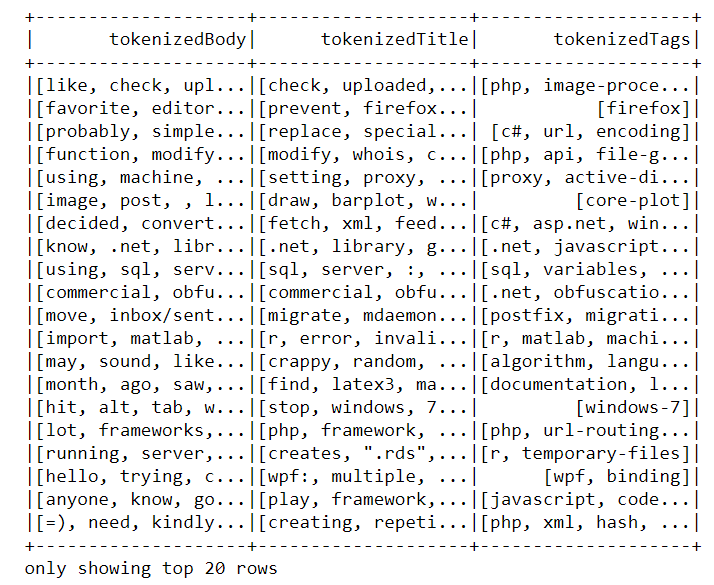 +-------------------+-------------------+-------------------+
|      tokenizedBody|     tokenizedTitle|      tokenizedTags|
+-------------------+-------------------+-------------------+
|[like, check, upl...|[check, uploaded,...|[php, image-proce...|
|[favorite, editor...|[prevent, firefox...|           [firefox]|
|[probably, simple...|[replace, special...| [c#, url, encoding]|
|[function, modify...|[modify, whois, c...|[php, api, file-g...|
|[using, machine, ...|[setting, proxy, ...|[proxy, active-di...|
|[image, post, , l...|[draw, barplot, w...|         [core-plot]|
|[decided, convert...|[fetch, xml, feed...|[c#, asp.net, win...|
|[know, .net, libr...|[.net, library, g...|[.net, javascript...|
|[using, sql, serv...|[sql, server, :, ...|[sql, variables, ...|
|[commercial, obfu...|[commercial, obfu...|[.net, obfuscatio...|
|[move, inbox/sent...|[migrate, mdaemon...|[postfix, migrati...|
|[import, matlab, ...|[r, error, invali...|[r, matlab, machi...|
|[may, sound, like...|[crappy, random, ...|[algorithm, langu...|
|[month, ago, saw,...|[find, latex3, ma...|[documentation, l...|
|[hit, alt, tab, w...|[stop, windows, 7...|         [windows-7]|
|[lot, frameworks,...|[php, framework, ...|[php, url-routing...|
|[running, server,...|[creates, ".rds",...|[r, temporary-files]|
|[hello, trying, c...|[wpf:, multiple, ...|      [wpf, binding]|
|[anyone, know, go...|[play, framework,...|[javascript, code...|
|[=), need, kindly...|[creating, repeti...|[php, xml, hash, ...|
+-------------------+-------------------+-------------------+
only showing top 20 rows